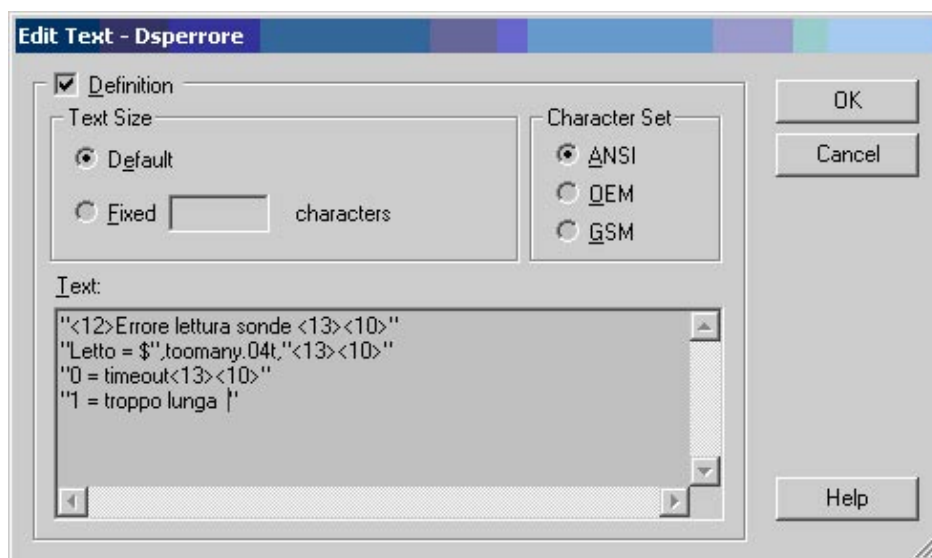 Edit Text - Dsperrore
Definition
Text Size
Default
Fixed characters
Character Set
ANSI
OEM
GSM
OK
Cancel
Text:
"<12>Errore lettura sonde <13><10>"
"Letto = $",toomany.04t,"<13><10>"
"0 = timeout<13><10>"
"1 = troppo lunga "
Help